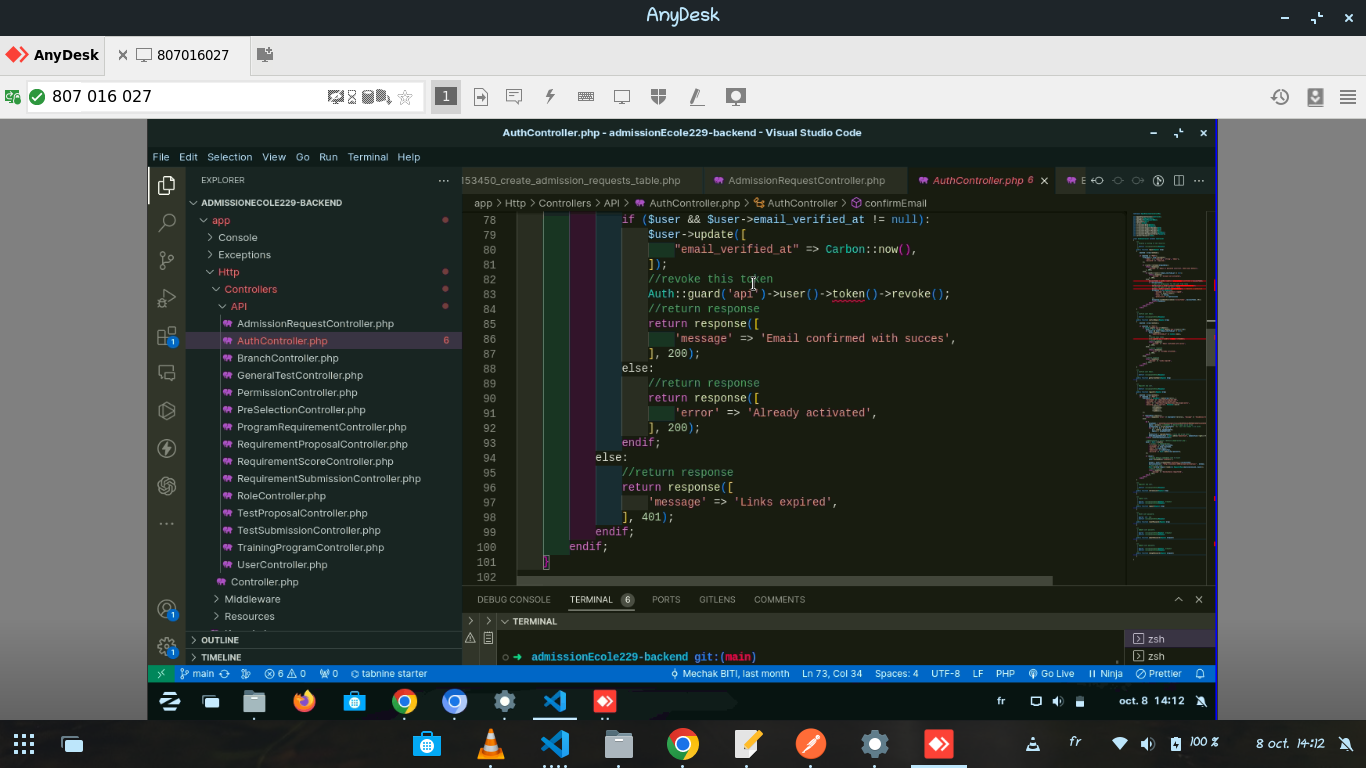 AnyDesk
AnyDesk
807016027
807 016 027
1
AuthController.php - admissionEcole229-backend - Visual Studio Code
File Edit Selection View Go Run Terminal Help
EXPLORER
ADMISSIONECOLE229-BACKEND
app
Console
Exceptions
Http
Controllers
API
AdmissionRequestController.php
AuthController.php 6
BranchController.php
GeneralTestController.php
PermissionController.php
PreSelectionController.php
ProgramRequirementController.php
RequirementProposalController.php
RequirementScoreController.php
RequirementSubmissionController.php
RoleController.php
TestProposalController.php
TestSubmissionController.php
TrainingProgramController.php
UserController.php
Controller.php
Middleware
Resources
OUTLINE
TIMELINE
1
1
1
153450_create_admission_requests_table.php AdmissionRequestController.php AuthController.php 6
app > Http > Controllers > API > AuthController.php > AuthController > confirmEmail
78 if ($user && $user->email_verified_at != null):
79 $user->update([
80 "email_verified_at" => Carbon::now(),
81 ]);
82 //revoke this token
83 Auth::guard('api')->user()->token()->revoke();
84 //return response
85 return response([
86 'message' => 'Email confirmed with succes',
87 ], 200);
88 else:
89 //return response
90 return response([
91 'error' => 'Already activated',
92 ], 200);
93 endif;
94 else:
95 //return response
96 return response([
97 'message' => 'Links expired',
98 ], 401);
99 endif;
100 endif;
101 }
102
DEBUG CONSOLE TERMINAL 6 PORTS GITLENS COMMENTS
TERMINAL
admissionEcole229-backend git:(main)
zsh
zsh
main 6 0 0 tabnine starter Mechak BITI, last month Ln 73, Col 34 Spaces: 4 UTF-8 LF PHP Go Live Ninja Prettier
fr oct. 8 14:12
fr 100 % 8 oct. 14:12